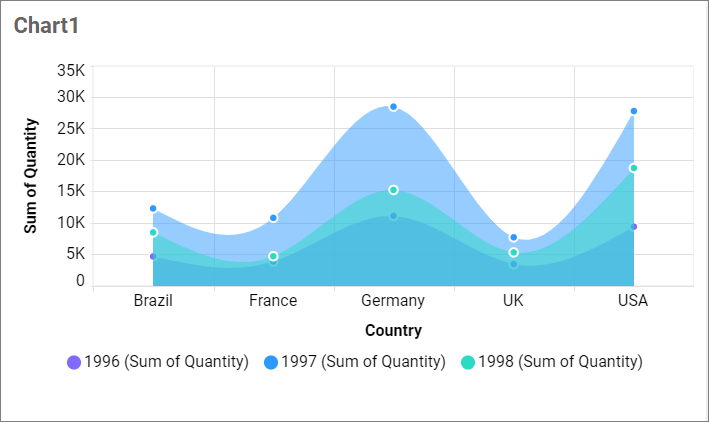 Chart1
35K
30K
25K
20K
15K
10K
5K
0
Sum of Quantity
Brazil France Germany UK USA
Country
1996 (Sum of Quantity) 1997 (Sum of Quantity) 1998 (Sum of Quantity)